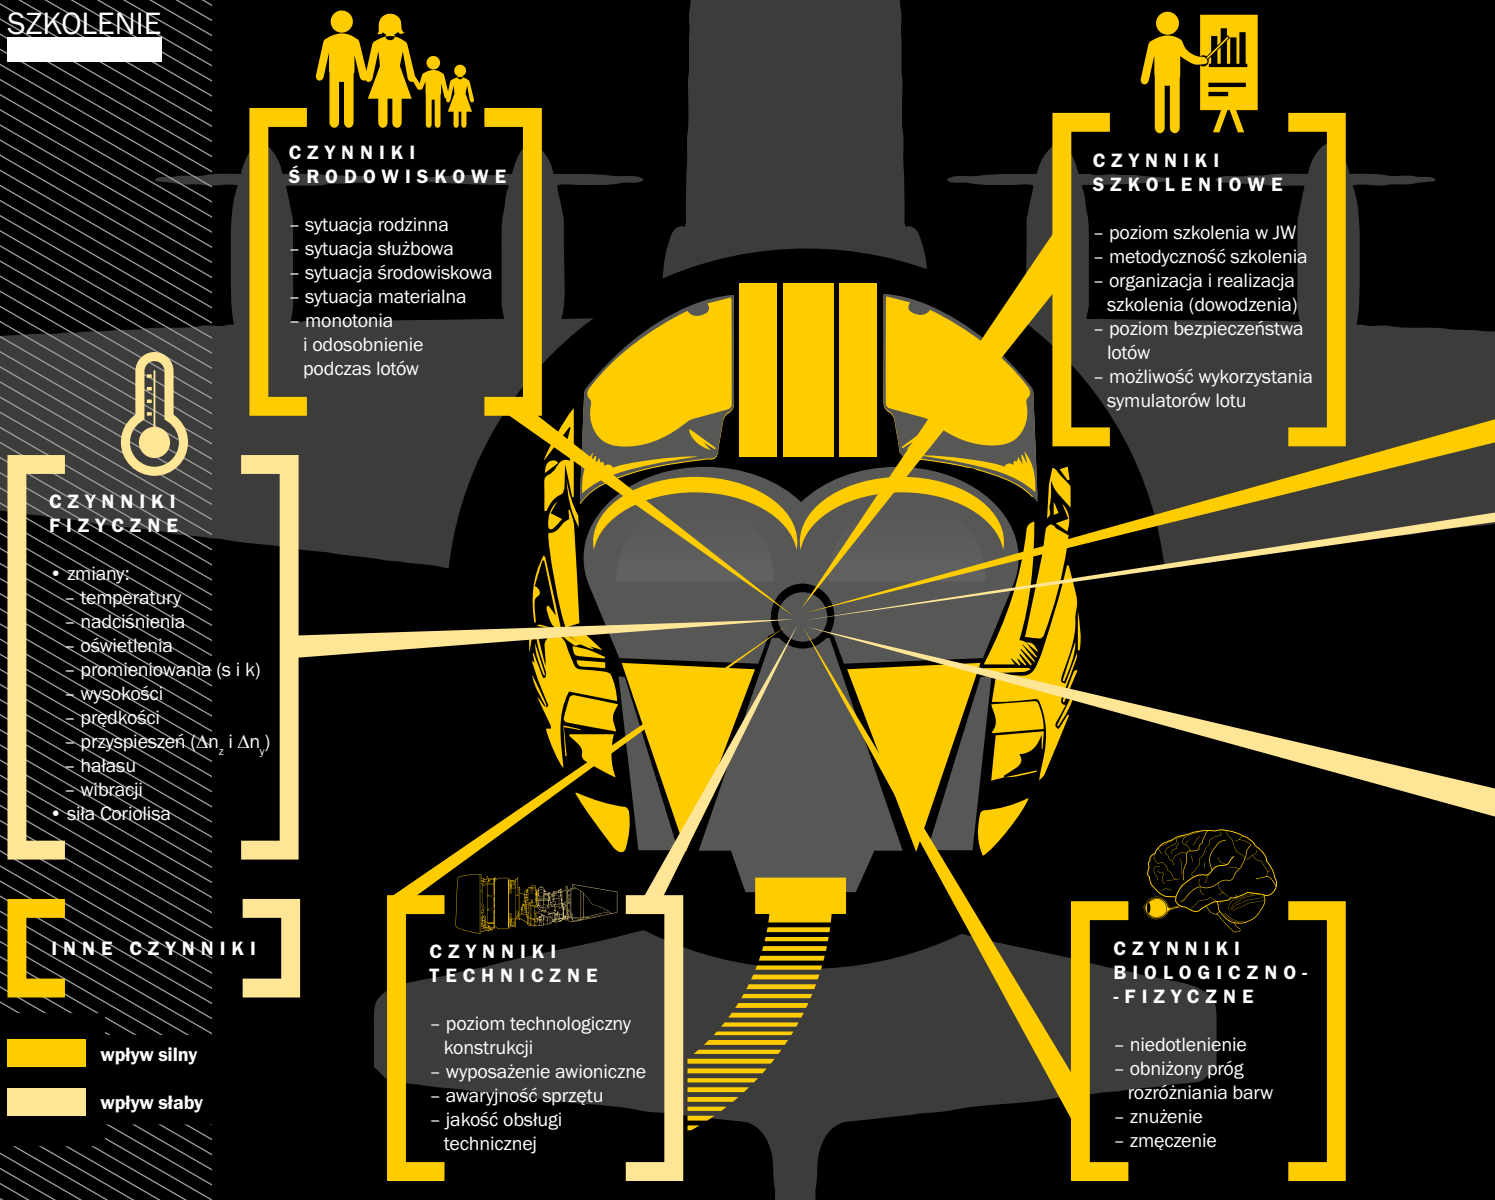 SZKOLENIE
CZYNNIKI
ŚRODOWISKOWE
– sytuacja rodzinna
– sytuacja służbowa
– sytuacja środowiskowa
– sytuacja materialna
– monotonia
i odosobnienie
podczas lotów
CZYNNIKI
SZKOLENIOWE
– poziom szkolenia w JW
– metodyczność szkolenia
– organizacja i realizacja
szkolenia (dowodzenia)
– poziom bezpieczeństwa
lotów
– możliwość wykorzystania
symulatorów lotu
CZYNNIKI
FIZYCZNE
• zmiany:
– temperatury
– nadciśnienia
– oświetlenia
– promieniowania (s i k)
– wysokości
– prędkości
– przyspieszeń (Δnz i Δny)
– hałasu
– wibracji
• siła Coriolisa
INNE CZYNNIKI
wpływ silny
wpływ słaby
CZYNNIKI
TECHNICZNE
– poziom technologiczny
konstrukcji
– wyposażenie awioniczne
– awaryjność sprzętu
– jakość obsługi
technicznej
CZYNNIKI
BIOLOGICZNO-
-FIZYCZNE
– niedotlenienie
– obniżony próg
rozróżniania barw
– znużenie
– zmęczenie